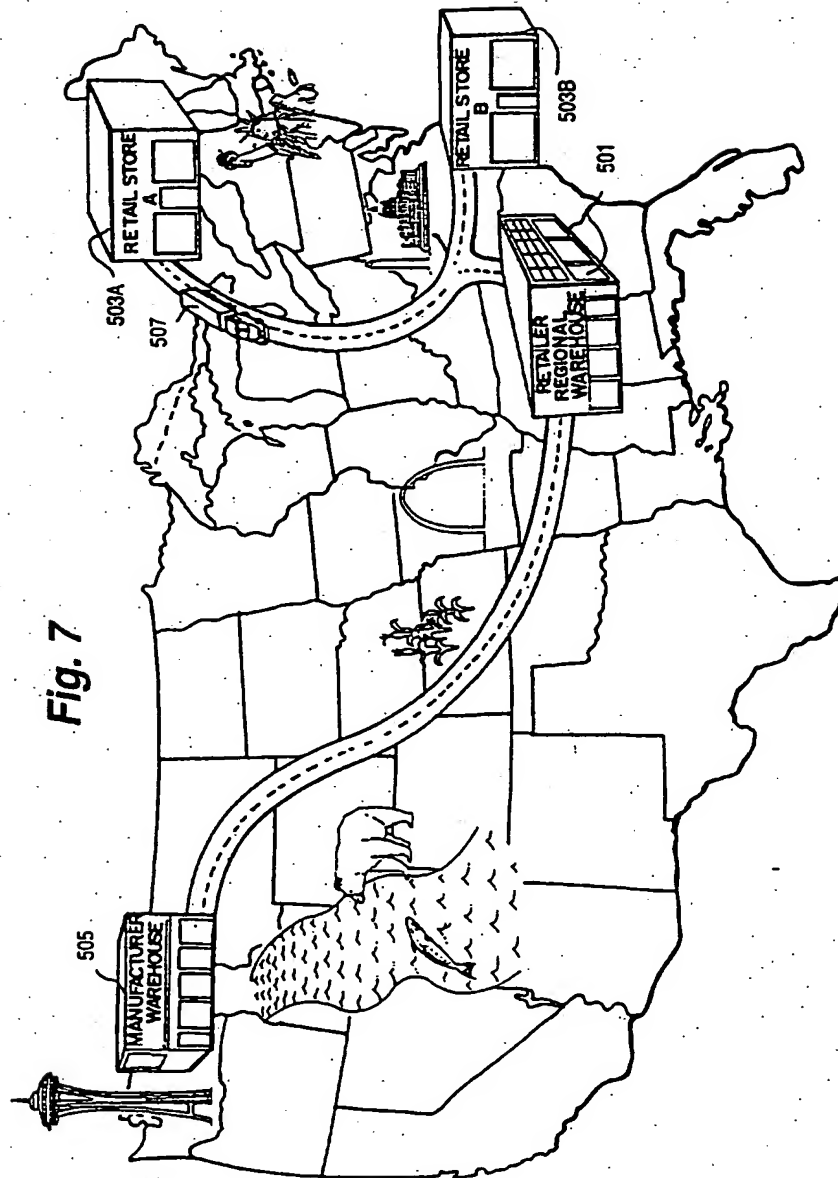 Fig. 7
505
MANUFACTURER
WAREHOUSE
503A
RETAIL STORE
A
507
RETAIL STORE
B
503B
501
RETAILER
REGIONAL
WAREHOUSE